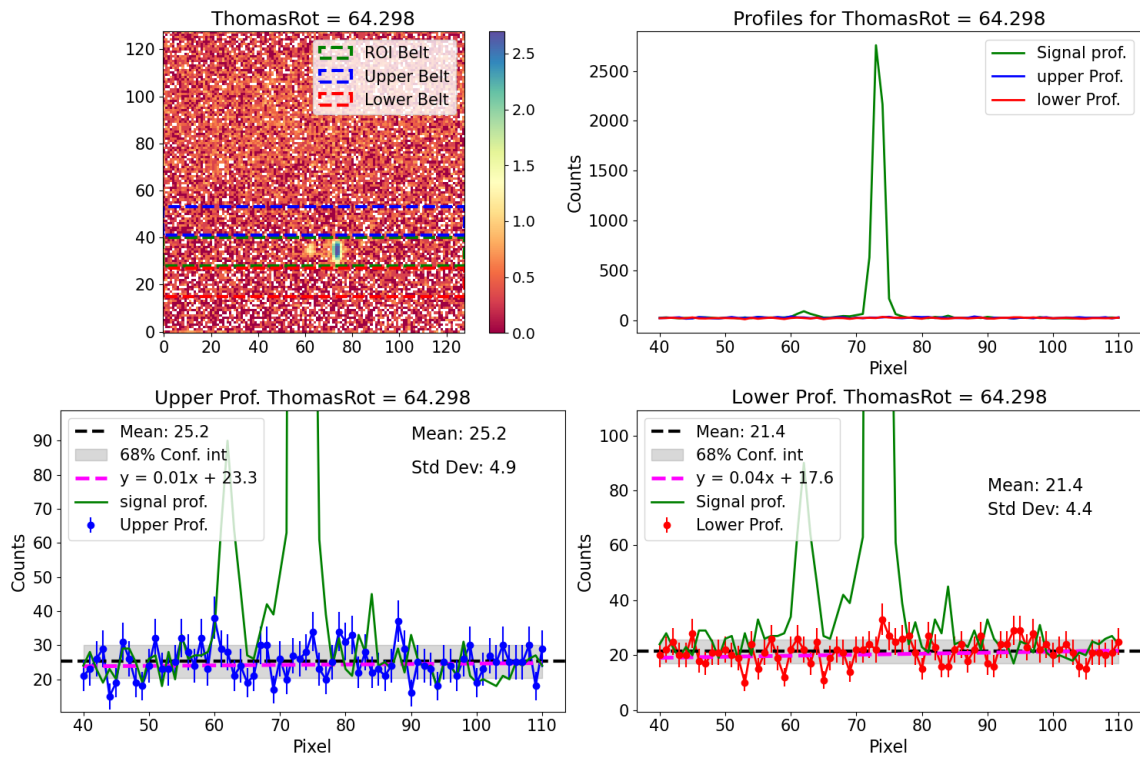 ThomasRot = 64.298
ROI Belt
Upper Belt
Lower Belt
120
100
80
60
40
20
0
0 20 40 60 80 100 120
2.5
2.0
1.5
1.0
0.5
0.0
Profiles for ThomasRot = 64.298
Signal prof.
upper Prof.
lower Prof.
Counts
2500
2000
1500
1000
500
0
40 50 60 70 80 90 100 110
Pixel
Upper Prof. ThomasRot = 64.298
Mean: 25.2
68% Conf. int
y = 0.01x + 23.3
signal prof.
Upper Prof.
Mean: 25.2
Std Dev: 4.9
Counts
90
80
70
60
50
40
30
20
40 50 60 70 80 90 100 110
Pixel
Lower Prof. ThomasRot = 64.298
Mean: 21.4
68% Conf. int
y = 0.04x + 17.6
Signal prof.
Lower Prof.
Mean: 21.4
Std Dev: 4.4
Counts
100
80
60
40
20
0
40 50 60 70 80 90 100 110
Pixel